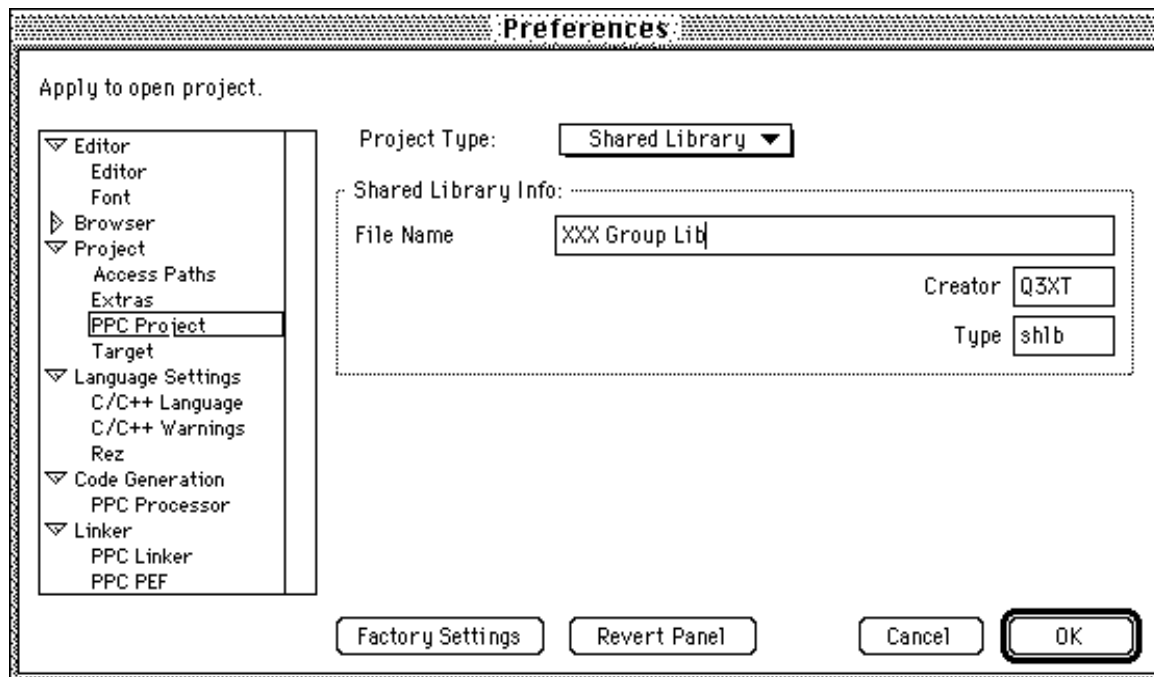 Preferences
Apply to open project.
Editor
Editor
Font
Browser
Project
Access Paths
Extras
PPC Project
Target
Language Settings
C/C++ Language
C/C++ Warnings
Rez
Code Generation
PPC Processor
Linker
PPC Linker
PPC PEF
Project Type: Shared Library
Shared Library Info:
File Name XXX Group Lib
Creator Q3XT
Type shlb
Factory Settings Revert Panel Cancel OK